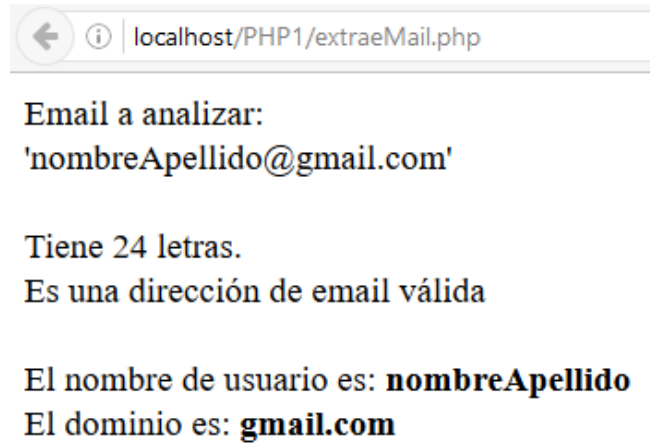 localhost/PHP1/extraeMail.php
Email a analizar:
'nombreApellido@gmail.com'
Tiene 24 letras.
Es una dirección de email válida
El nombre de usuario es: nombreApellido
El dominio es: gmail.com